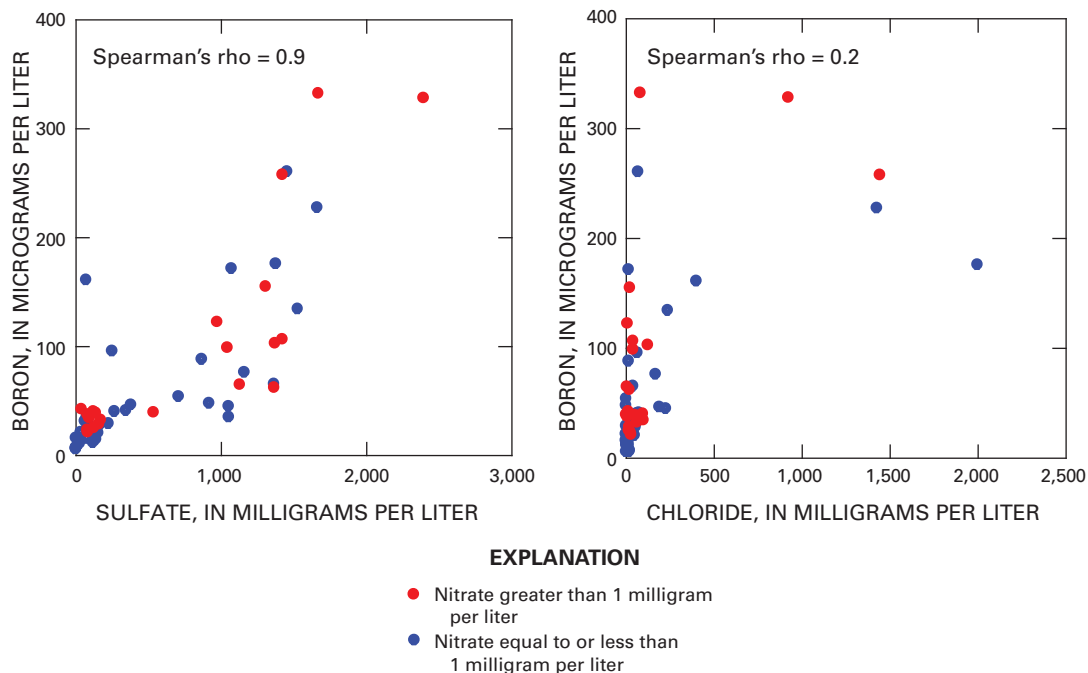 400
300
200
100
0
BORON, IN MICROGRAMS PER LITER
Spearman's rho = 0.9
0
1,000
2,000
3,000
SULFATE, IN MILLIGRAMS PER LITER
400
300
200
100
0
BORON, IN MICROGRAMS PER LITER
Spearman's rho = 0.2
0
500
1,000
1,500
2,000
2,500
CHLORIDE, IN MILLIGRAMS PER LITER
EXPLANATION
Nitrate greater than 1 milligram
per liter
Nitrate equal to or less than
1 milligram per liter